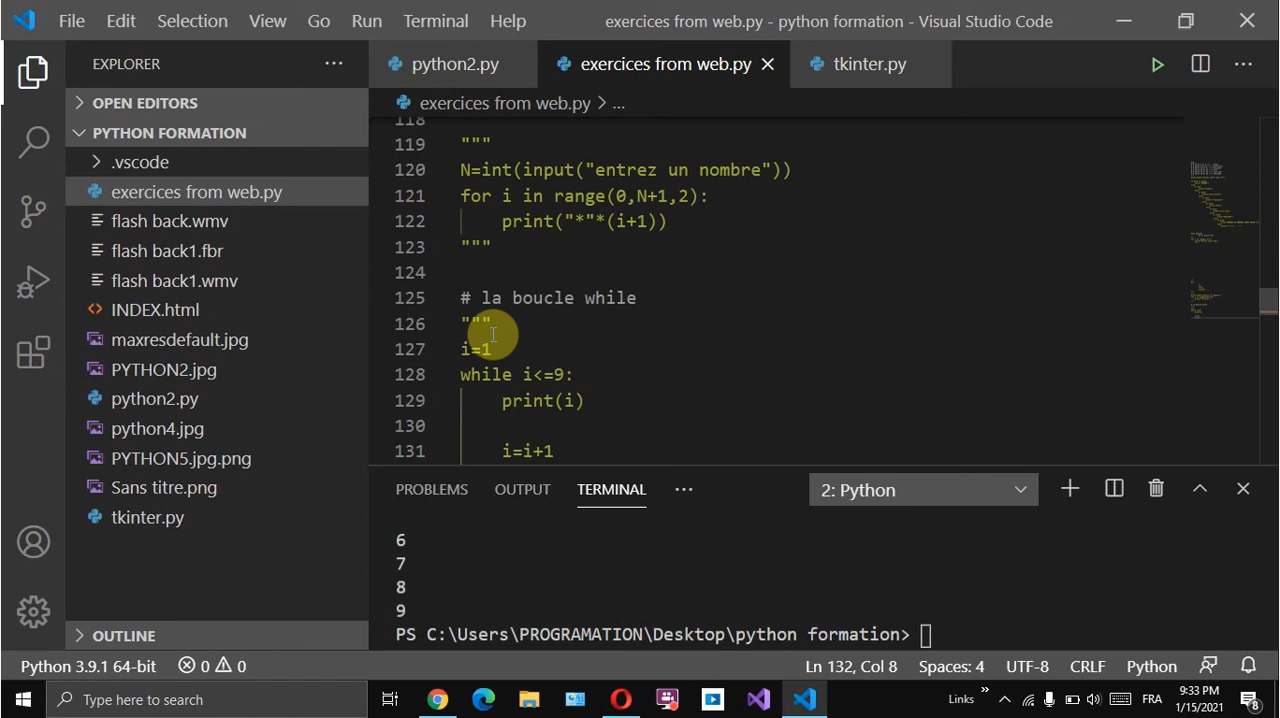 File Edit Selection View Go Run Terminal Help exercices from web.py - python formation - Visual Studio Code
EXPLORER
OPEN EDITORS
PYTHON FORMATION
.vscode
exercices from web.py
flash back.wmv
flash back1.fbr
flash back1.wmv
INDEX.html
maxresdefault.jpg
PYTHON2.jpg
python2.py
python4.jpg
PYTHON5.jpg.png
Sans titre.png
tkinter.py
OUTLINE
python2.py exercices from web.py tkinter.py
exercices from web.py > ...
118
119 """
120 N=int(input("entrez un nombre"))
121 for i in range(0,N+1,2):
122 print("*"*(i+1))
123 """
124
125 # la boucle while
126 """
127 i=1
128 while i<=9:
129 print(i)
130
131 i=i+1
PROBLEMS OUTPUT TERMINAL 2: Python
6
7
8
9
PS C:\Users\PROGRAMATION\Desktop\python formation>
Python 3.9.1 64-bit 0 0 Ln 132, Col 8 Spaces: 4 UTF-8 CRLF Python
Type here to search Links FRA 9:33 PM
1/15/2021
8